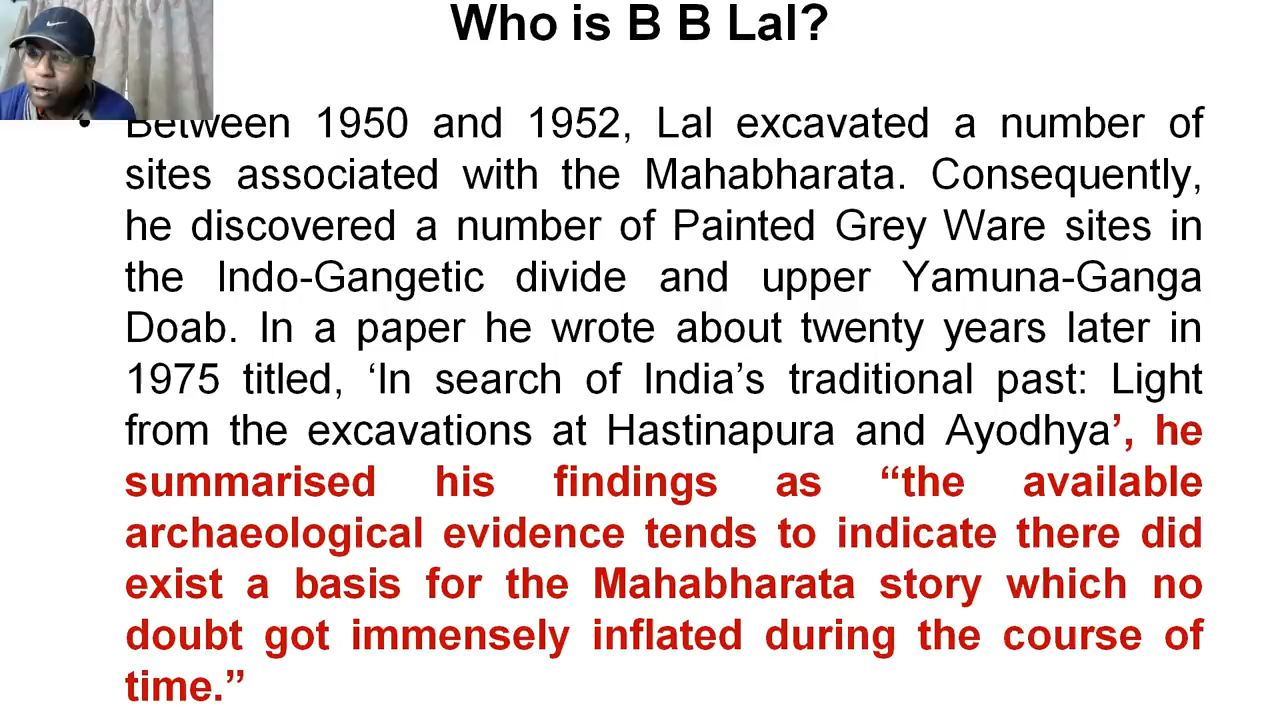 Who is B B Lal?
• Between 1950 and 1952, Lal excavated a number of
sites associated with the Mahabharata. Consequently,
he discovered a number of Painted Grey Ware sites in
the Indo-Gangetic divide and upper Yamuna-Ganga
Doab. In a paper he wrote about twenty years later in
1975 titled, ‘In search of India’s traditional past: Light
from the excavations at Hastinapura and Ayodhya’, he
summarised his findings as “the available
archaeological evidence tends to indicate there did
exist a basis for the Mahabharata story which no
doubt got immensely inflated during the course of
time.”